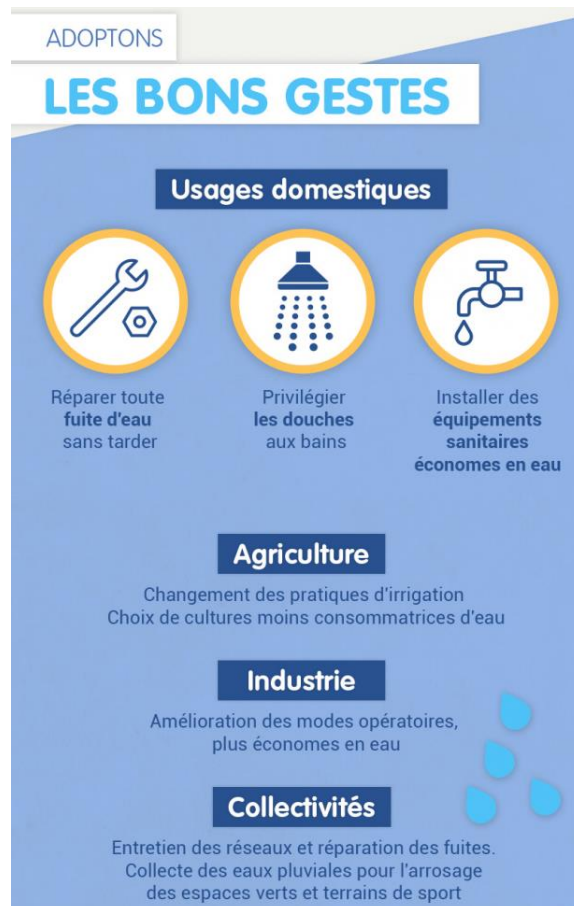 ADOPTONS
LES BONS GESTES
Usages domestiques
Réparer toute
fuite d'eau
sans tarder
Privilégier
les douches
aux bains
Installer des
équipements
sanitaires
économes en eau
Agriculture
Changement des pratiques d'irrigation
Choix de cultures moins consommatrices d'eau
Industrie
Amélioration des modes opératoires,
plus économes en eau
Collectivités
Entretien des réseaux et réparation des fuites.
Collecte des eaux pluviales pour l'arrosage
des espaces verts et terrains de sport